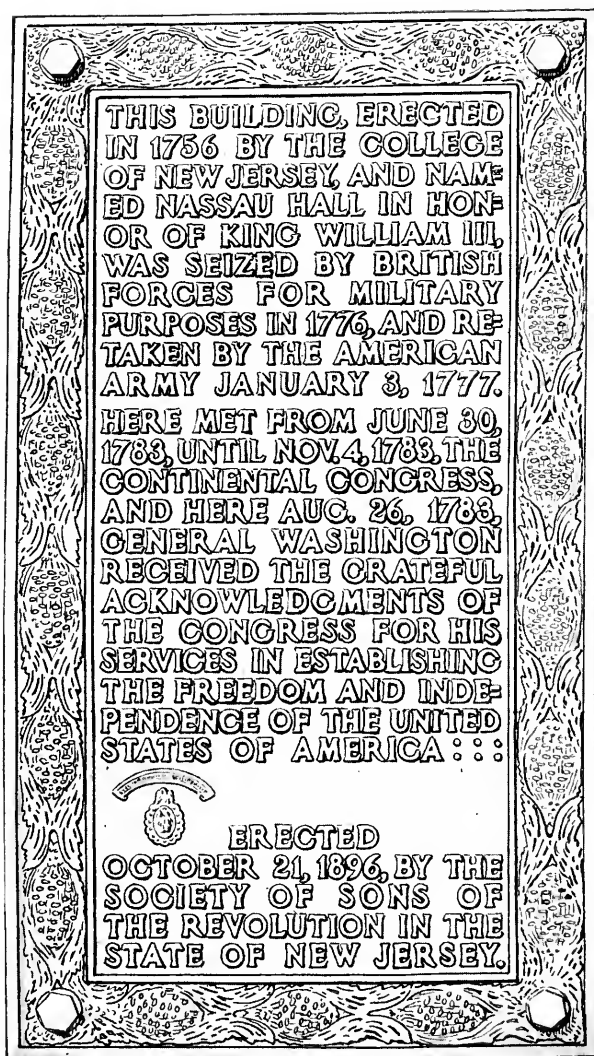 THIS BUILDING, ERECTED
IN 1756 BY THE COLLEGE
OF NEW JERSEY, AND NAM=
ED NASSAU HALL IN HON=
OR OF KING WILLIAM III,
WAS SEIZED BY BRITISH
FORCES FOR MILITARY
PURPOSES IN 1776, AND RE=
TAKEN BY THE AMERICAN
ARMY JANUARY 3, 1777.
HERE MET FROM JUNE 30,
1783, UNTIL NOV. 4, 1783, THE
CONTINENTAL CONGRESS,
AND HERE AUG. 26, 1783,
GENERAL WASHINGTON
RECEIVED THE GRATEFUL
ACKNOWLEDGMENTS OF
THE CONGRESS FOR HIS
SERVICES IN ESTABLISHING
THE FREEDOM AND INDE=
PENDENCE OF THE UNITED
STATES OF AMERICA : : :
ERECTED
OCTOBER 21, 1896, BY THE
SOCIETY OF SONS OF
THE REVOLUTION IN THE
STATE OF NEW JERSEY.